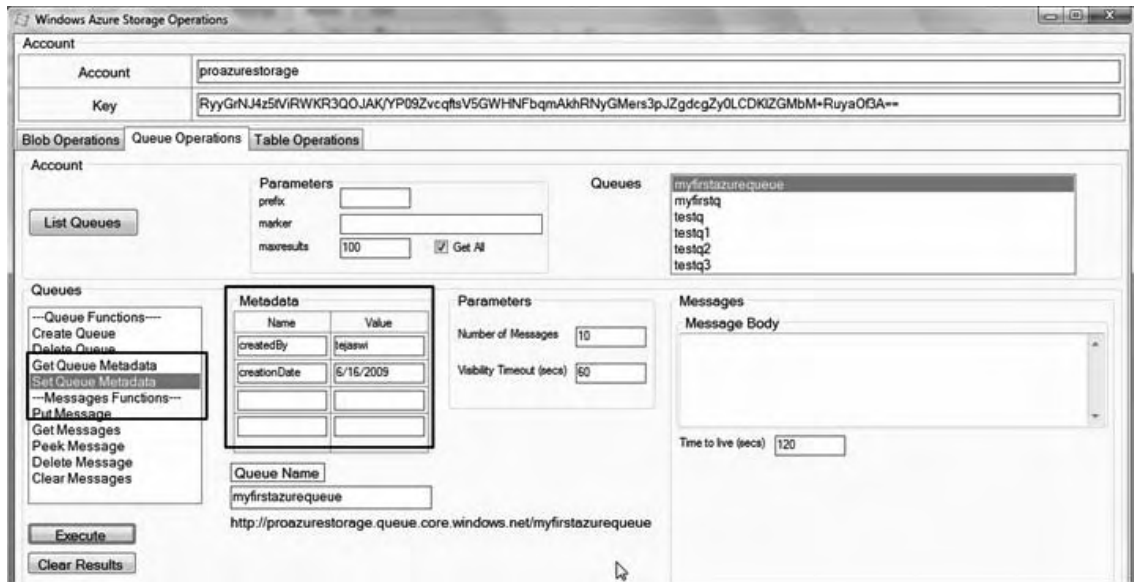 Windows Azure Storage Operations
Account
Account
proazurestorage
Key
Blob Operations
Queue Operations
Table Operations
Account
List Queues
Parameters
prefix
marker
maxresults
100
Get All
Queues
myfirstazurequeue
myfirstq
testq
testq1
testq2
testq3
Queues
---Queue Functions----
Create Queue
Delete Queue
Get Queue Metadata
Set Queue Metadata
---Messages Functions---
Put Message
Get Messages
Peek Message
Delete Message
Clear Messages
Metadata
Name
Value
createdBy
tejaswi
creationDate
6/16/2009
Parameters
Number of Messages
10
Visibility Timeout (secs)
60
Messages
Message Body
Time to live (secs)
120
Queue Name
myfirstazurequeue
http://proazurestorage.queue.core.windows.net/myfirstazurequeue
Execute
Clear Results